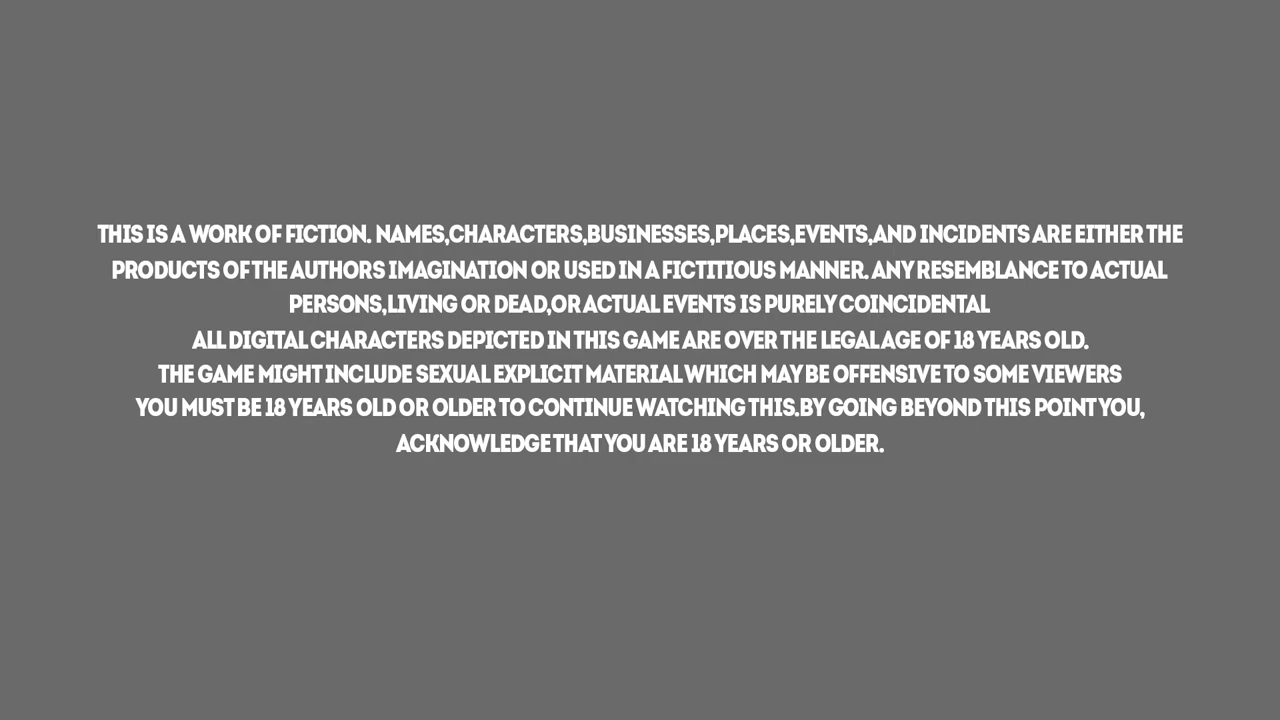 THIS IS A WORK OF FICTION. NAMES,CHARACTERS,BUSINESSES,PLACES,EVENTS,AND INCIDENTS ARE EITHER THE
PRODUCTS OF THE AUTHORS IMAGINATION OR USED IN A FICTITIOUS MANNER. ANY RESEMBLANCE TO ACTUAL
PERSONS,LIVING OR DEAD,OR ACTUAL EVENTS IS PURELY COINCIDENTAL
ALL DIGITAL CHARACTERS DEPICTED IN THIS GAME ARE OVER THE LEGAL AGE OF 18 YEARS OLD.
THE GAME MIGHT INCLUDE SEXUAL EXPLICIT MATERIAL WHICH MAY BE OFFENSIVE TO SOME VIEWERS
YOU MUST BE 18 YEARS OLD OR OLDER TO CONTINUE WATCHING THIS.BY GOING BEYOND THIS POINT YOU,
ACKNOWLEDGE THAT YOU ARE 18 YEARS OR OLDER.